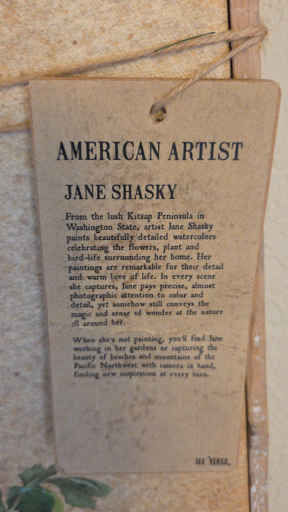 AMERICAN ARTIST
JANE SHASKY
From the lush Kitsap Peninsula in
Washington State, artist Jane Shasky
paints beautifully detailed watercolors
celebrating the flowers, plant and
bird-life surrounding her home. Her
paintings are remarkable for their detail
and warm love of life. In every scene
she captures, Jane pays precise, almost
photographic attention to color and
detail, yet somehow still conveys the
magic and sense of wonder at the nature
all around her.
When she's not painting, you'll find Jane
working in her gardens or capturing the
beauty of beaches and mountains of the
Pacific Northwest with camera in hand,
finding new inspiration at every turn.